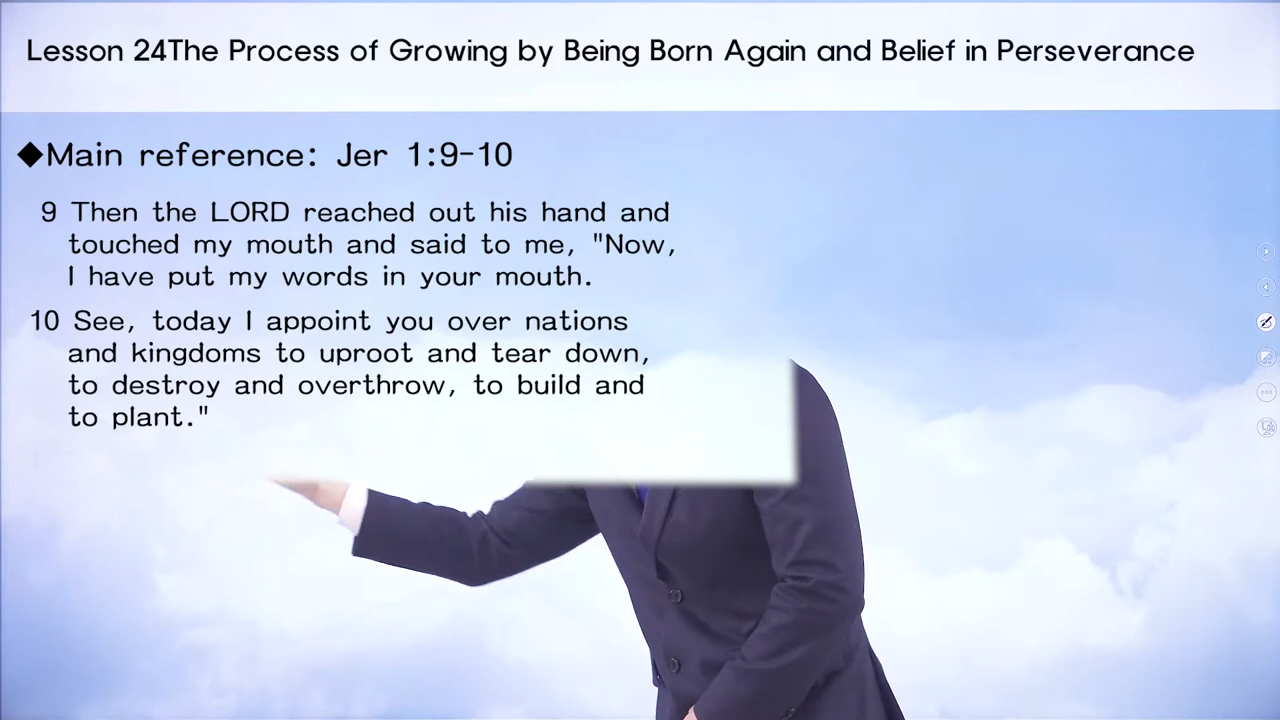 Lesson 24The Process of Growing by Being Born Again and Belief in Perseverance
◆Main reference: Jer 1:9-10
9 Then the LORD reached out his hand and
touched my mouth and said to me, "Now,
I have put my words in your mouth.
10 See, today I appoint you over nations
and kingdoms to uproot and tear down,
to destroy and overthrow, to build and
to plant."